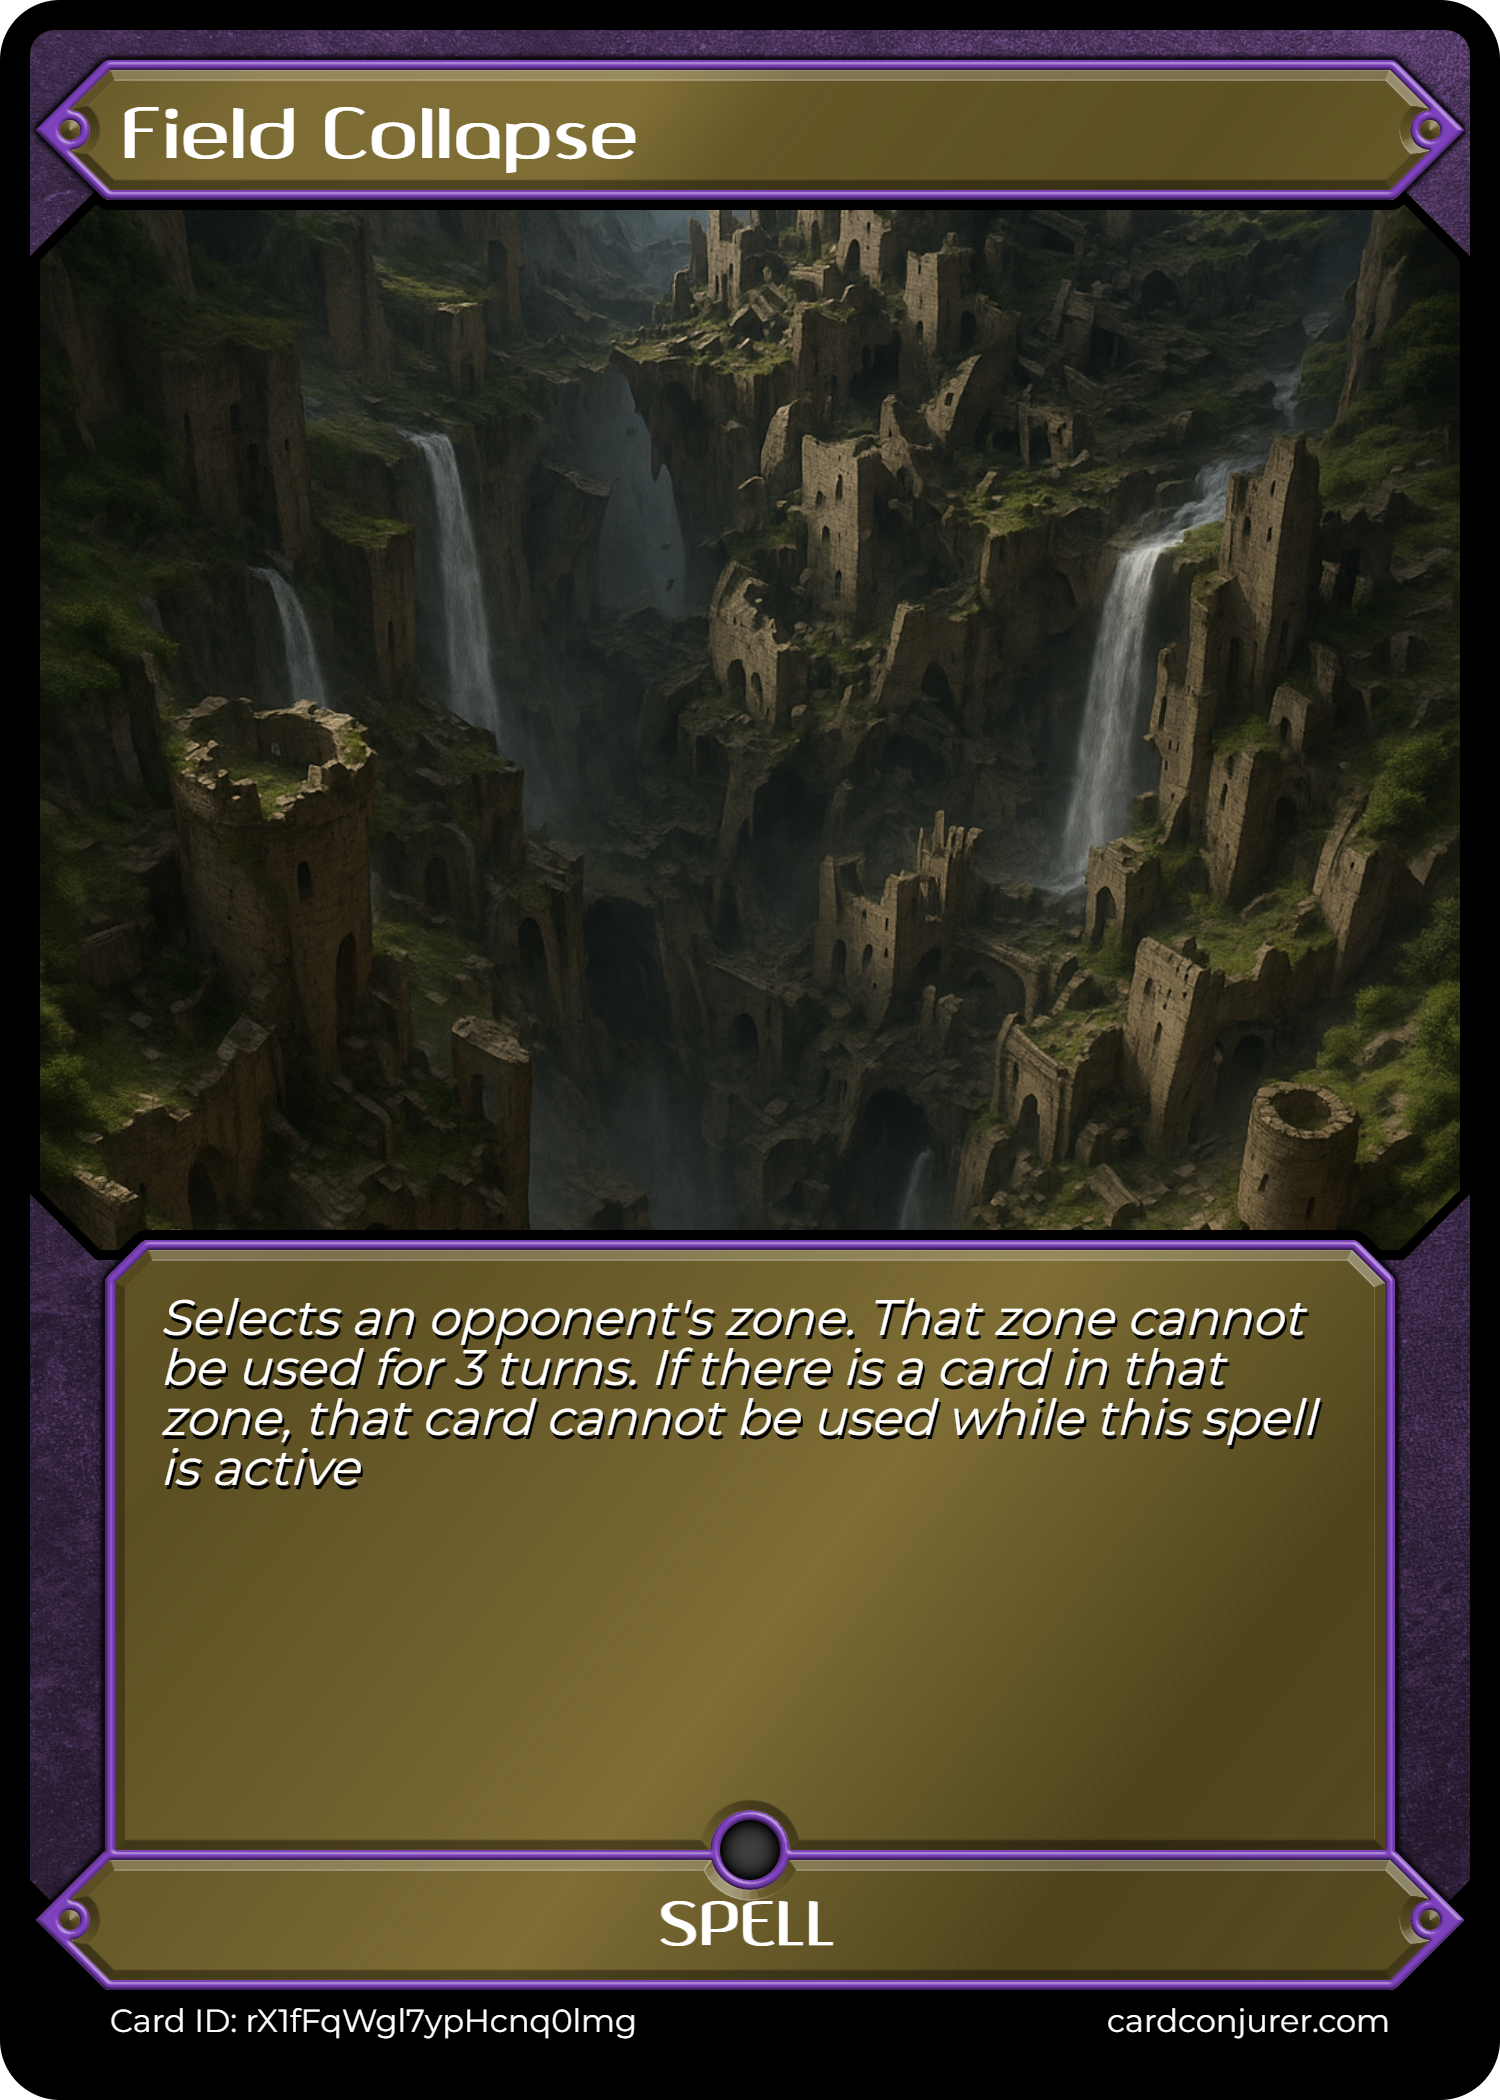 Field Collapse
Selects an opponent's zone. That zone cannot
be used for 3 turns. If there is a card in that
zone, that card cannot be used while this spell
is active
SPELL
Card ID: rX1fFqWgl7ypHcnq0lmg
cardconjurer.com